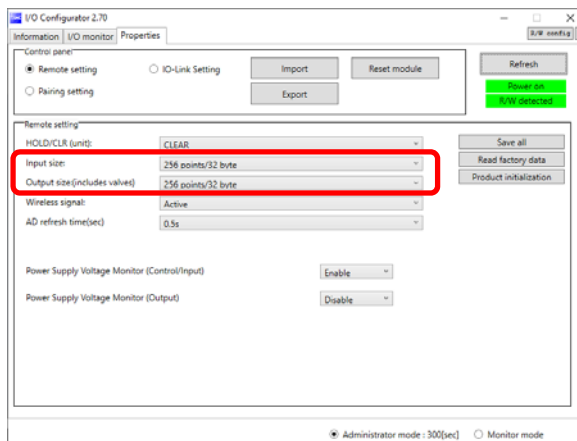 I/O Configurator 2.70
R/W config
Information I/O monitor Properties
Control panel
Remote setting IO-Link Setting Import Reset module Refresh
Pairing setting Export Power on
R/W detected
Remote setting
HOLD/CLR (unit): CLEAR Save all
Input size: 256 points/32 byte Read factory data
Output size:(includes valves) 256 points/32 byte Product initialization
Wireless signal: Active
AD refresh time(sec) 0.5s
Power Supply Voltage Monitor (Control/Input) Enable
Power Supply Voltage Monitor (Output) Disable
Administrator mode : 300[sec] Monitor mode